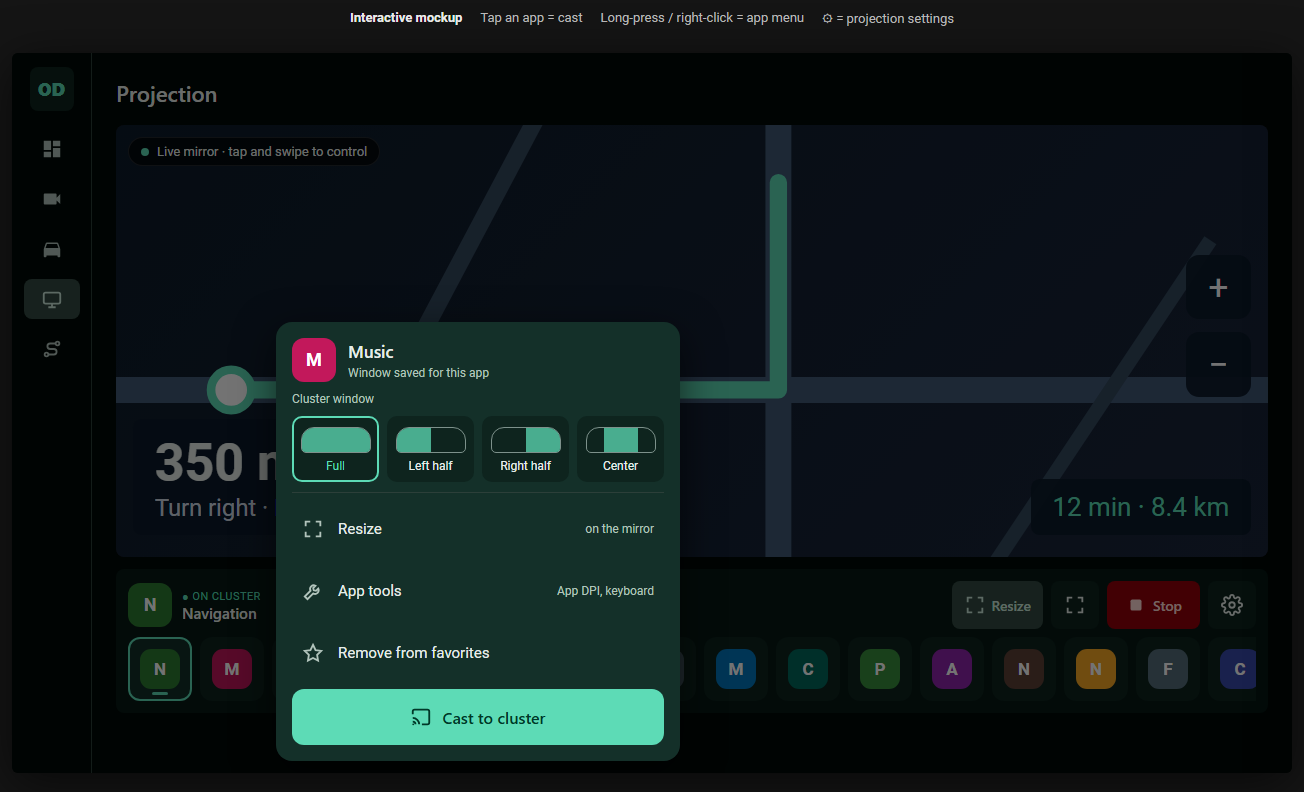 Interactive mockup Tap an app = cast Long-press / right-click = app menu ⚙ = projection settings
OD
Projection
Live mirror · tap and swipe to control
+
−
M
Music
Window saved for this app
Cluster window
Full
Left half
Right half
Center
350
Turn right ·
12 min · 8.4 km
Resize
on the mirror
App tools
App DPI, keyboard
Remove from favorites
Cast to cluster
N
ON CLUSTER
Navigation
Resize
Stop
N
M
M
C
P
A
N
N
F
C